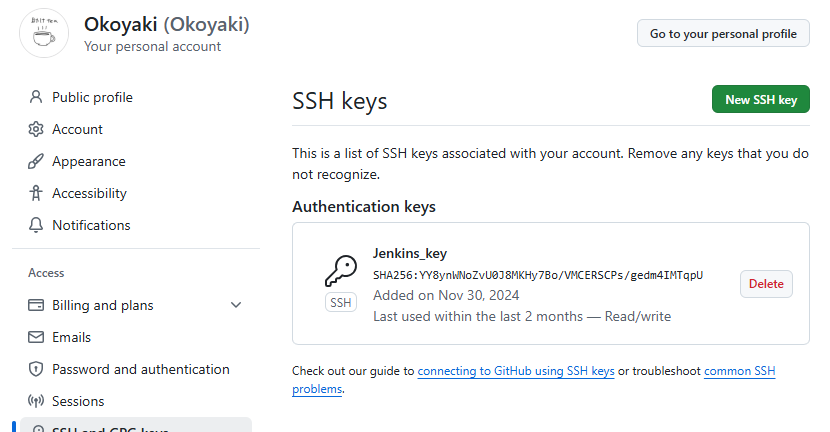 Okoyaki (Okoyaki)
Your personal account
Go to your personal profile
Public profile
Account
Appearance
Accessibility
Notifications
Access
Billing and plans
Emails
Password and authentication
Sessions
SSH and GPG keys
SSH keys
New SSH key
This is a list of SSH keys associated with your account. Remove any keys that you do
not recognize.
Authentication keys
Jenkins_key
SHA256:YY8ynWNoZvU0J8MKHy7Bo/VMCERSCPs/gedm4IMTqpU
Added on Nov 30, 2024
Last used within the last 2 months — Read/write
SSH
Delete
Check out our guide to connecting to GitHub using SSH keys or troubleshoot common SSH
problems.